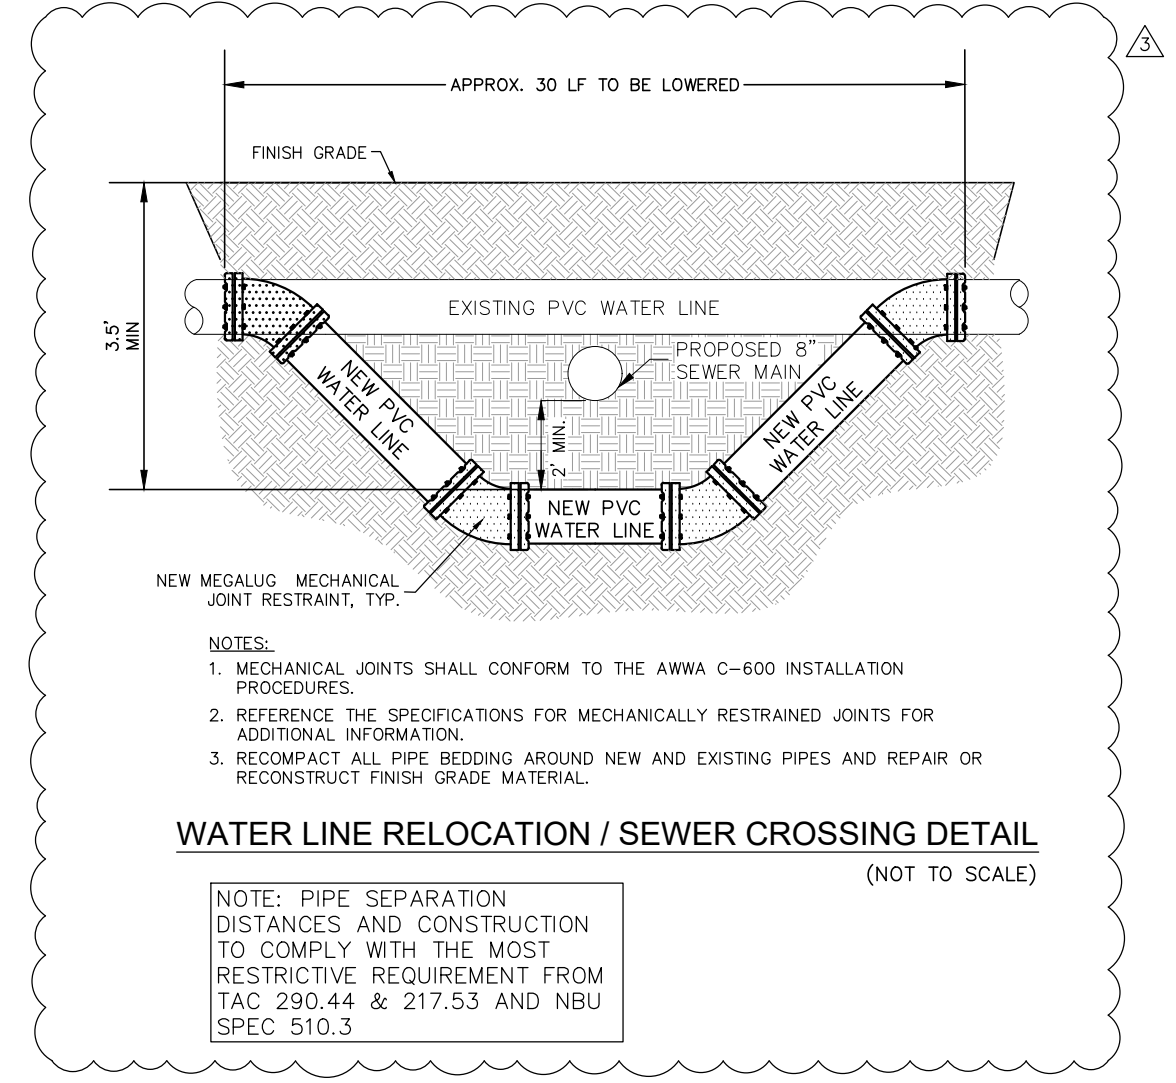 3
APPROX. 30 LF TO BE LOWERED
FINISH GRADE
3.5'
MIN
EXISTING PVC WATER LINE
PROPOSED 8"
SEWER MAIN
NEW PVC
WATER LINE
2' MIN.
NEW PVC
WATER LINE
NEW PVC
WATER LINE
NEW MEGALUG MECHANICAL
JOINT RESTRAINT, TYP.
NOTES:
1. MECHANICAL JOINTS SHALL CONFORM TO THE AWWA C-600 INSTALLATION
PROCEDURES.
2. REFERENCE THE SPECIFICATIONS FOR MECHANICALLY RESTRAINED JOINTS FOR
ADDITIONAL INFORMATION.
3. RECOMPACT ALL PIPE BEDDING AROUND NEW AND EXISTING PIPES AND REPAIR OR
RECONSTRUCT FINISH GRADE MATERIAL.
WATER LINE RELOCATION / SEWER CROSSING DETAIL
(NOT TO SCALE)
NOTE: PIPE SEPARATION
DISTANCES AND CONSTRUCTION
TO COMPLY WITH THE MOST
RESTRICTIVE REQUIREMENT FROM
TAC 290.44 & 217.53 AND NBU
SPEC 510.3